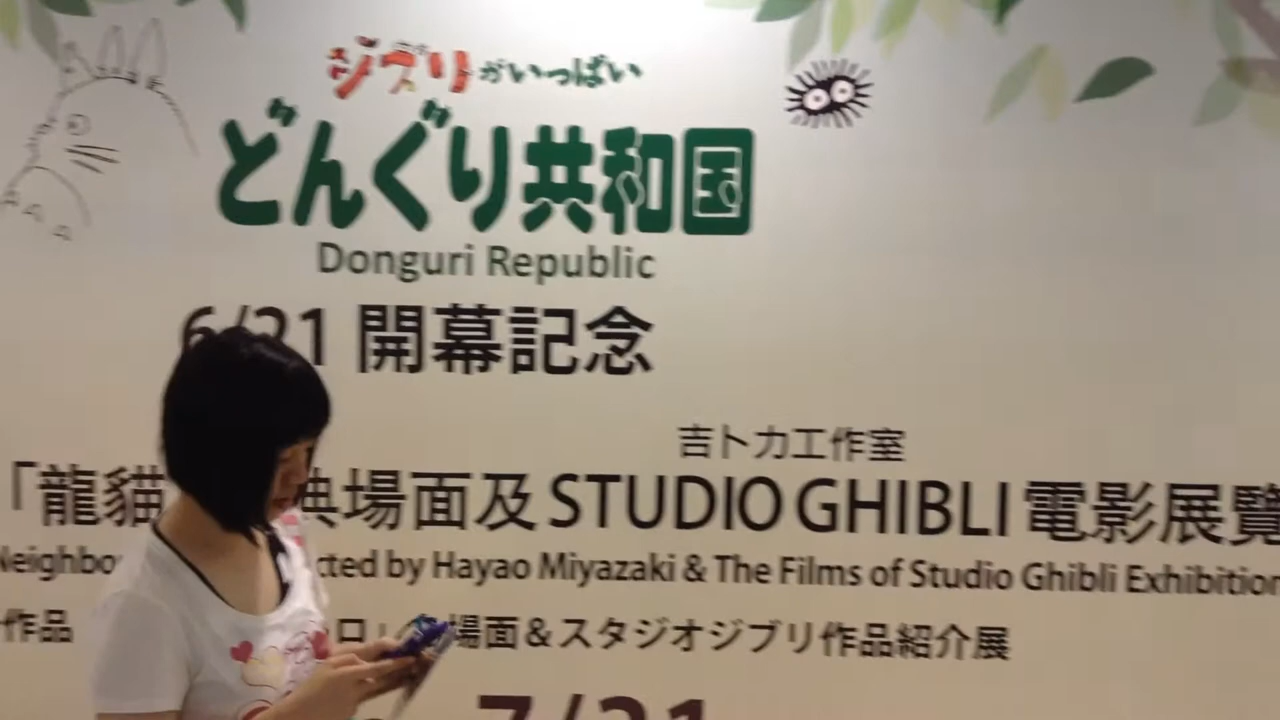 ジブリがいっぱい
どんぐり共和国
Donguri Republic
6/21 開幕記念
吉卜力工作室
「龍貓 典場面及 STUDIO GHIBLI 電影展覽
Neighbo cted by Hayao Miyazaki & The Films of Studio Ghibli Exhibition
作品 ロ」 場面&スタジオジブリ作品紹介展
7/21